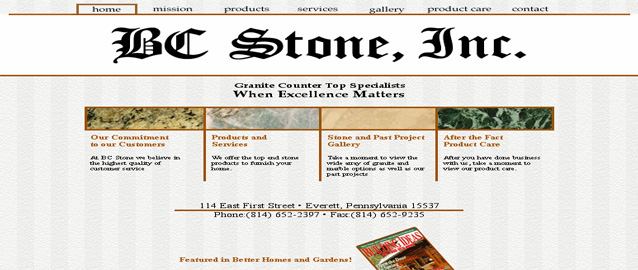 home mission products services gallery product care contact
BC Stone, Inc.
Granite Counter Top Specialists
When Excellence Matters
Our Commitment
to our Customers
At BC Stone we believe in
the highest quality of
customer service
Products and
Services
We offer the top end stone
products to furnish your
home.
Stone and Past Project
Gallery
Take a moment to view the
wide array of granite and
marble options as well as our
past projects
After the Fact
Product Care
After you have done business
with us, take a moment to
view our product care.
114 East First Street • Everett, Pennsylvania 15537
Phone:(814) 652-2397 • Fax:(814) 652-9235
Featured in Better Homes and Gardens!
IDEAS